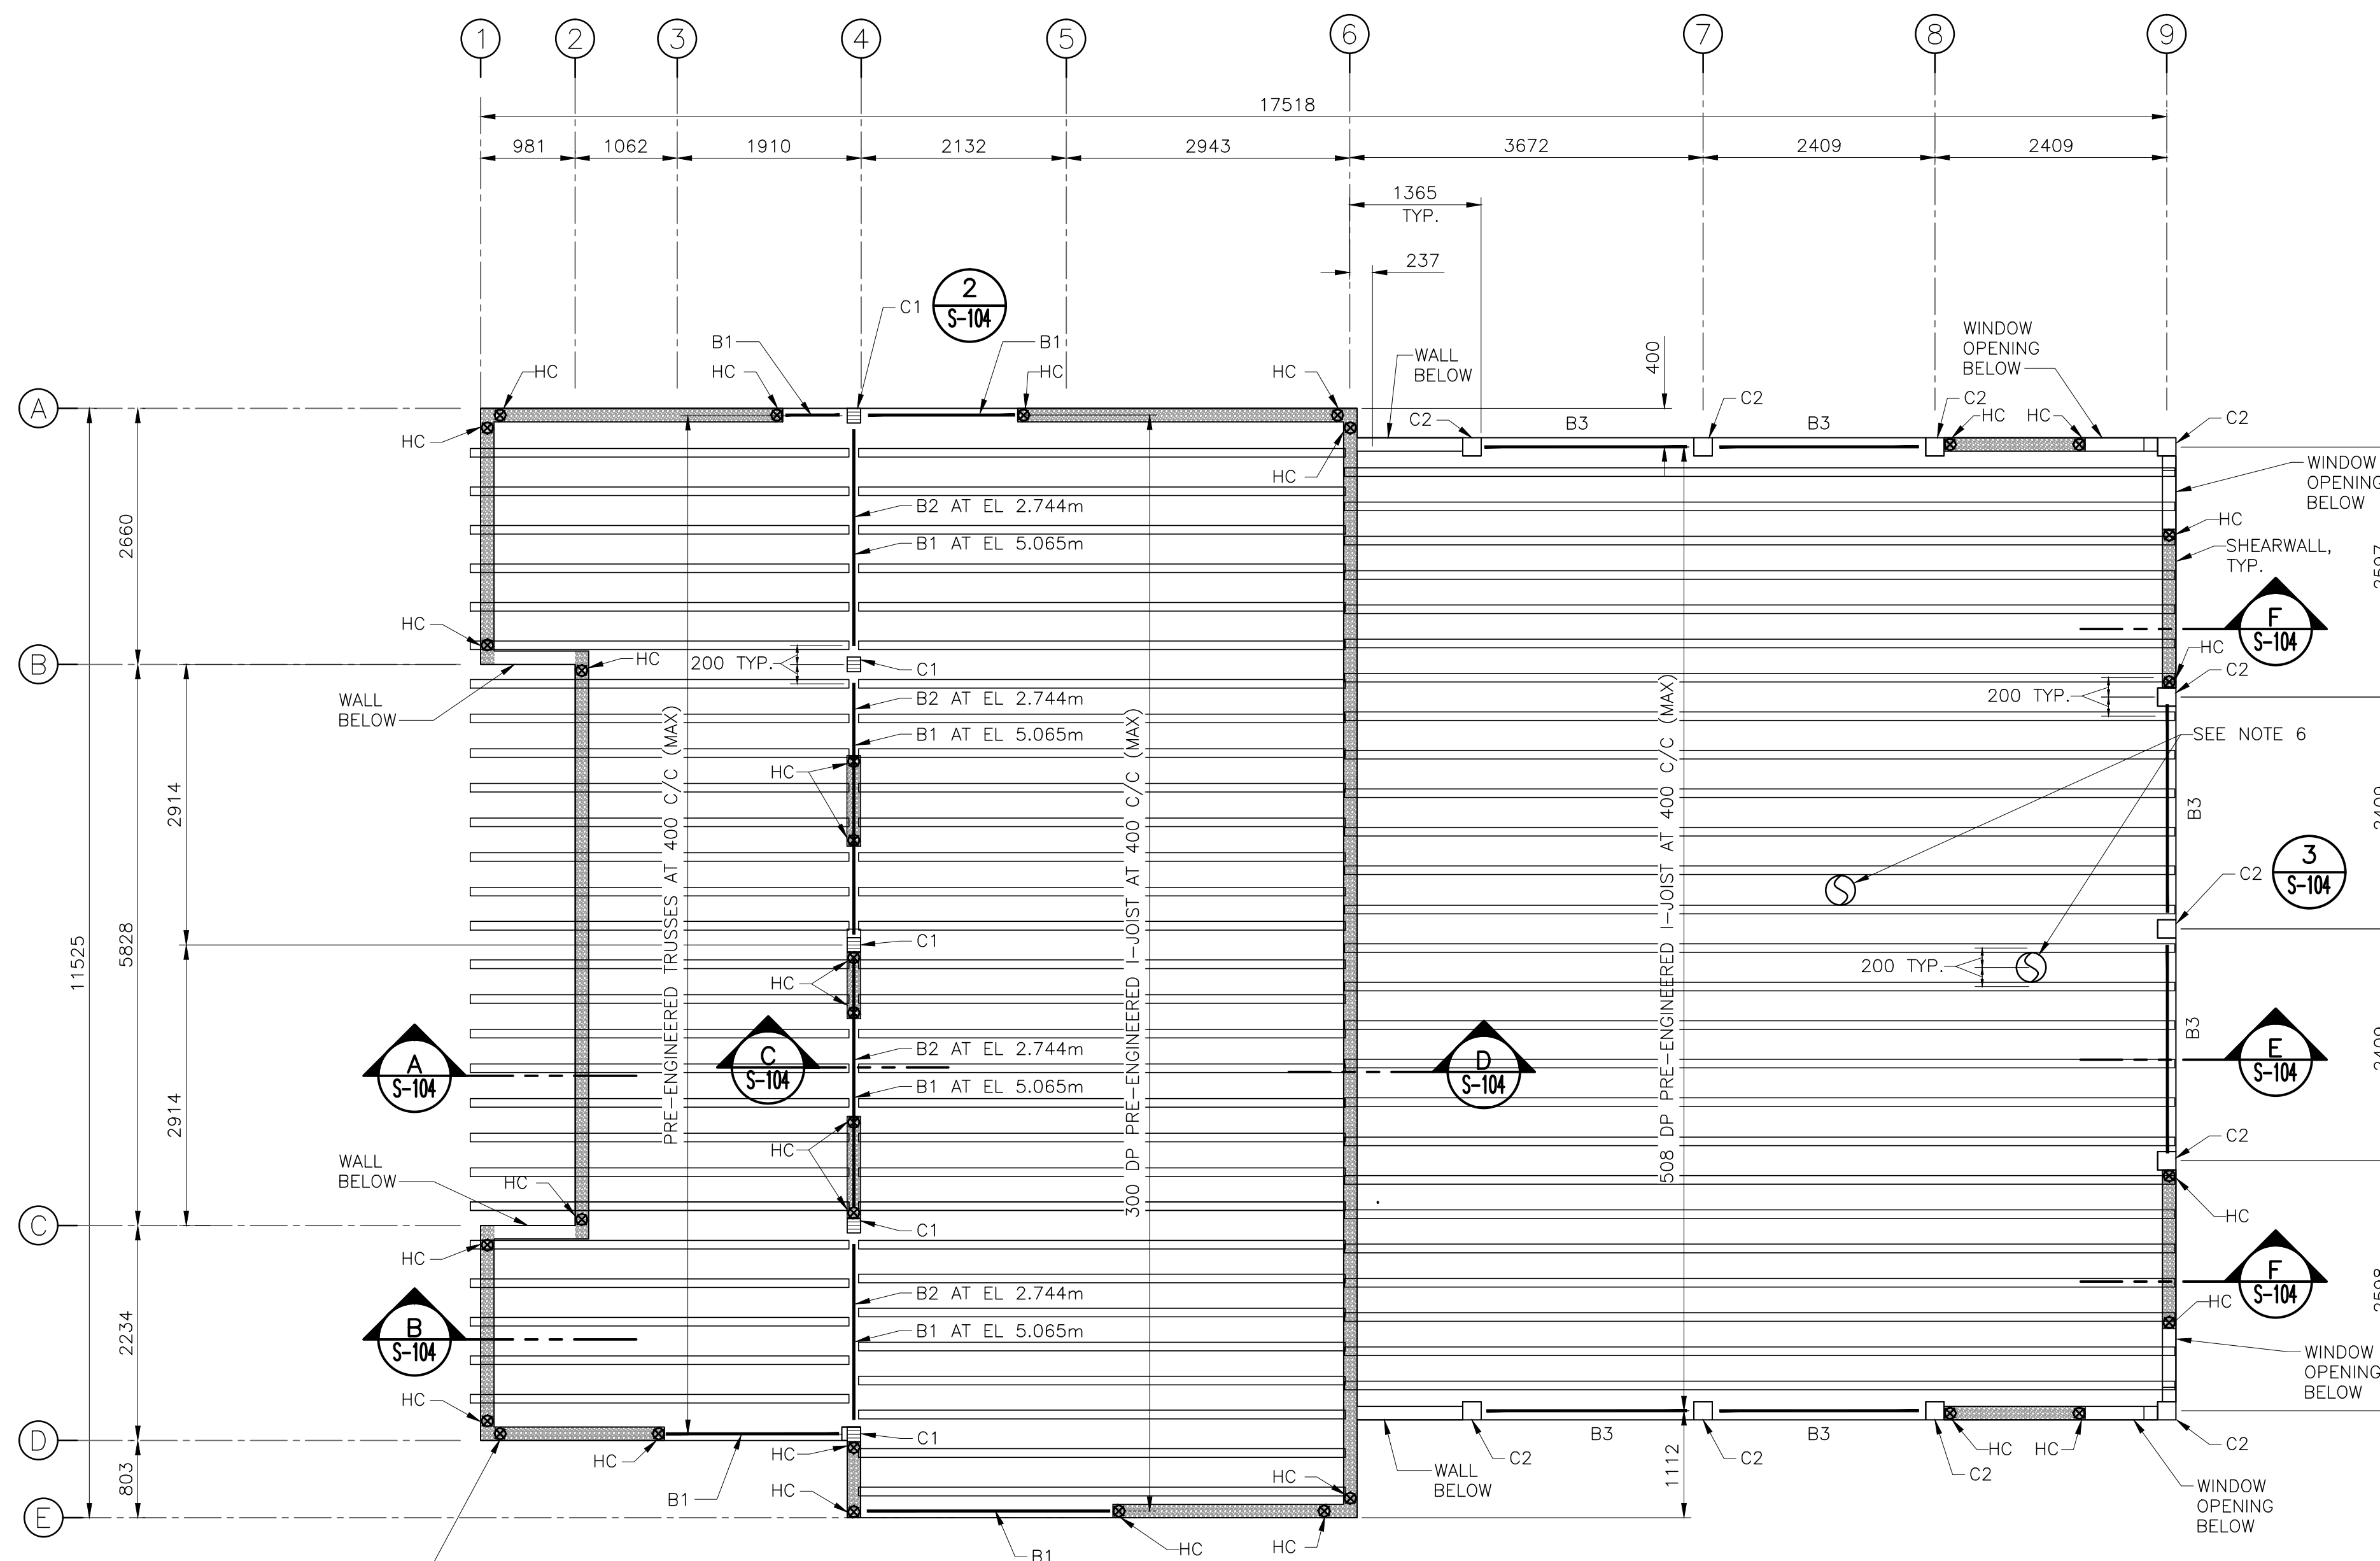 1
2
3
4
5
6
7
8
9
17518
981
1062
1910
2132
2943
3672
2409
2409
1365
TYP.
237
2
S-104
C1
B1
B1
HC
HC
HC
HC
WALL
BELOW
400
WINDOW
OPENING
BELOW
C2
C2
HC
HC
C2
B3
B3
C2
A
HC
HC
WINDOW
OPENING
BELOW
B2 AT EL 2.744m
B1 AT EL 5.065m
HC
SHEARWALL,
TYP.
2660
HC
F
S-104
B
HC
200 TYP.
C1
HC
C2
200 TYP.
WALL
BELOW
B2 AT EL 2.744m
B1 AT EL 5.065m
SEE NOTE 6
HC
2914
B3
PRE-ENGINEERED TRUSSES AT 400 C/C (MAX)
300 DP PRE-ENGINEERED I-JOIST AT 400 C/C (MAX)
508 DP PRE-ENGINEERED I-JOIST AT 400 C/C (MAX)
3
S-104
C2
11525
5828
C1
200 TYP.
HC
B3
A
S-104
C
S-104
B2 AT EL 2.744m
B1 AT EL 5.065m
D
S-104
E
S-104
2914
HC
C2
WALL
BELOW
HC
HC
C
C1
HC
F
S-104
B2 AT EL 2.744m
B1 AT EL 5.065m
HC
2234
B
S-104
WINDOW
OPENING
BELOW
HC
D
C1
B3
B3
C2
HC
HC
C2
C2
C2
HC
HC
WALL
BELOW
1112
HC
803
B1
HC
WINDOW
OPENING
BELOW
E
B1
HC
HC